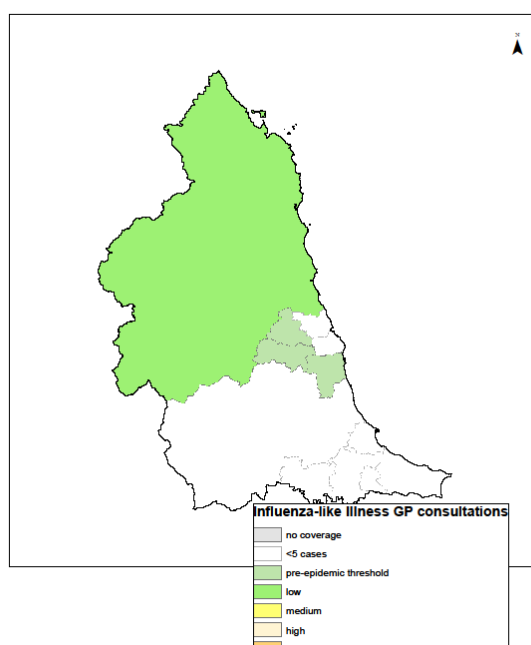 N
Influenza-like Illness GP consultations
no coverage
<5 cases
pre-epidemic threshold
low
medium
high